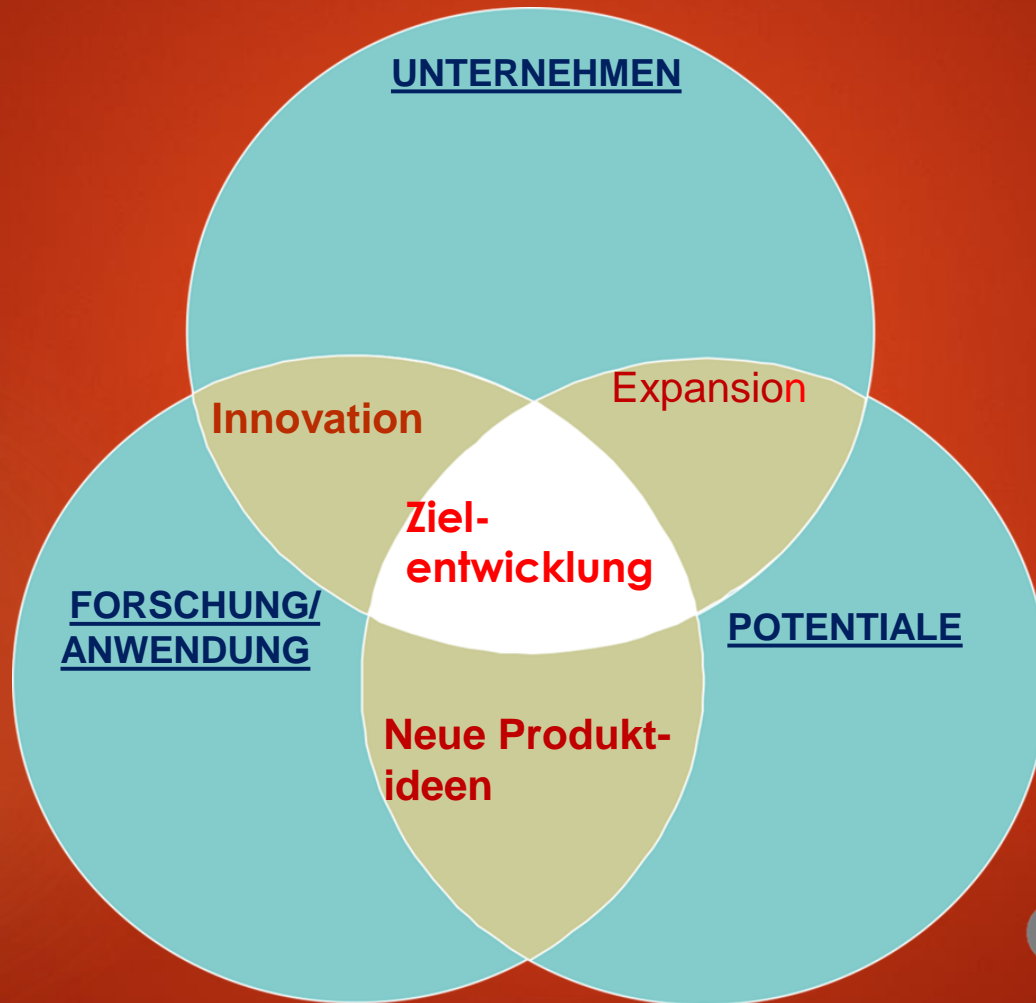 UNTERNEHMEN
Expansion
Innovation
Ziel-
entwicklung
FORSCHUNG/
ANWENDUNG
POTENTIALE
Neue Produkt-
ideen